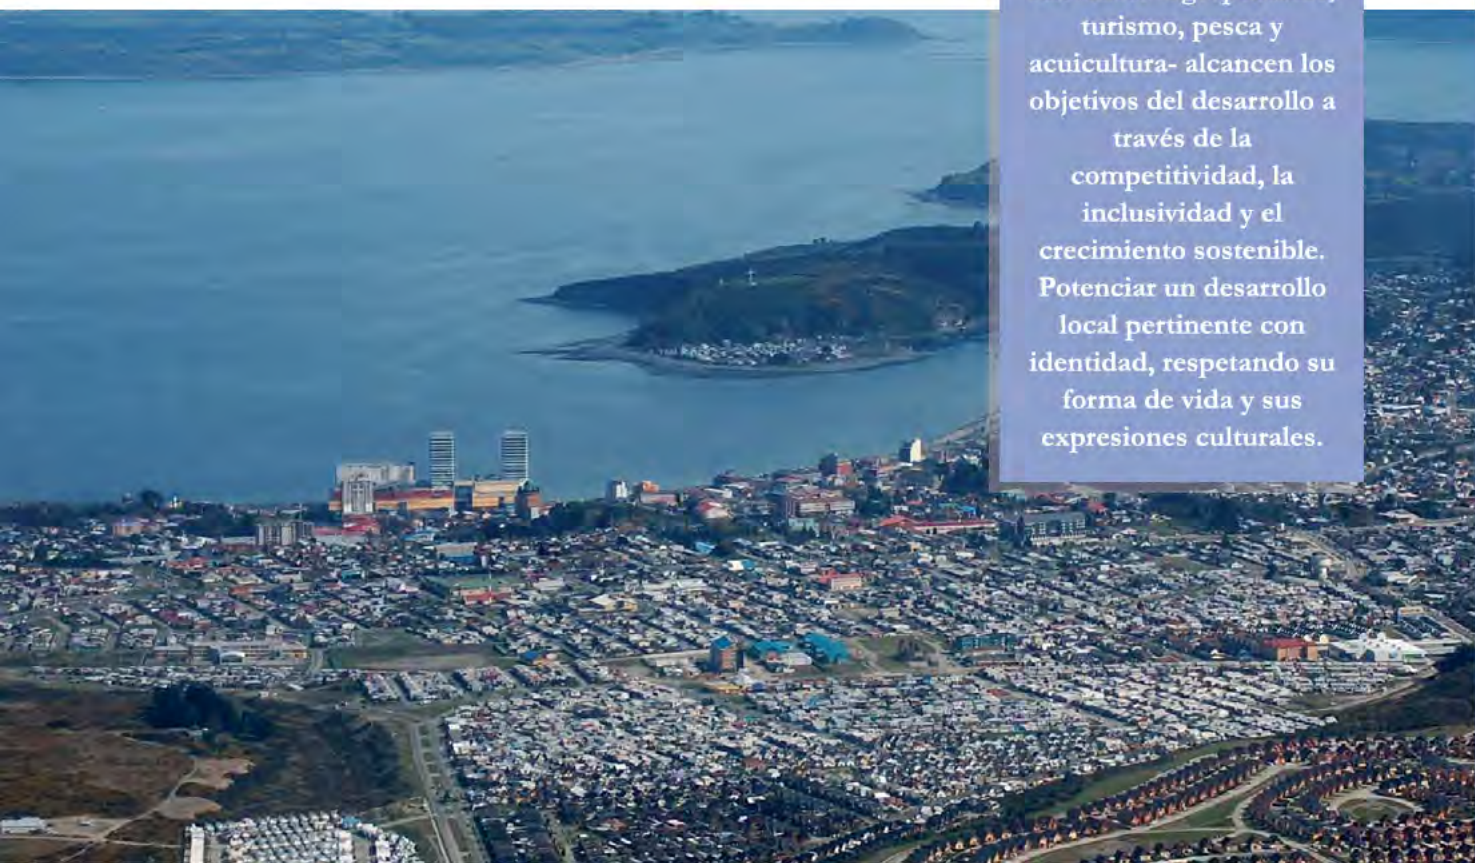 turismo, pesca y
acuicultura- alcancen los
objetivos del desarrollo a
través de la
competitividad, la
inclusividad y el
crecimiento sostenible.
Potenciar un desarrollo
local pertinente con
identidad, respetando su
forma de vida y sus
expresiones culturales.